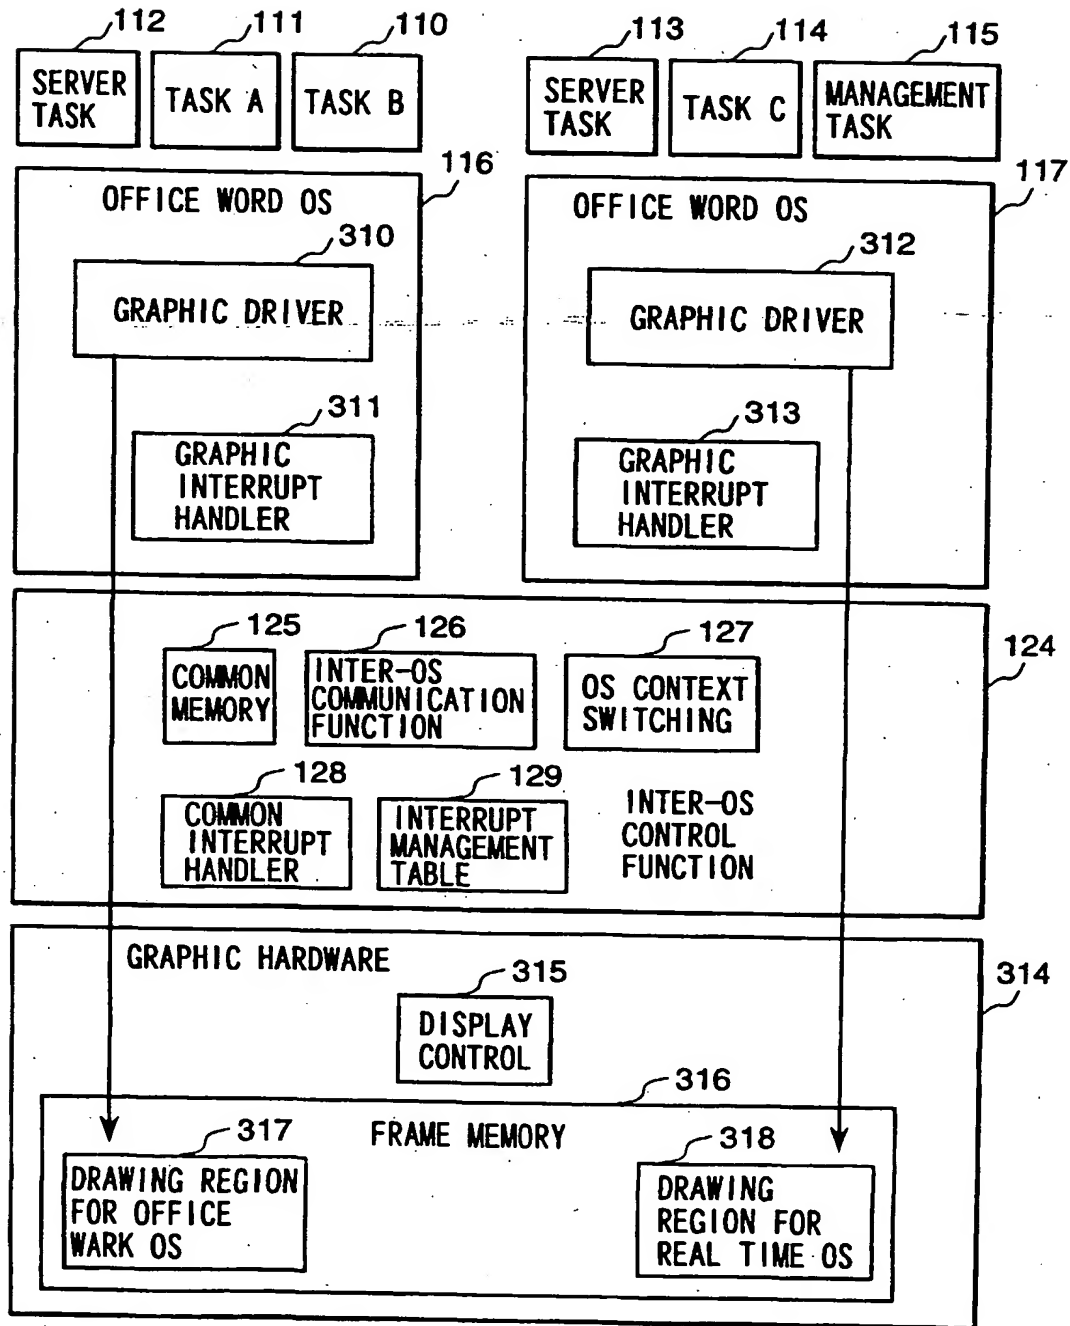 112
111
110
113
114
115
SERVER
TASK
TASK A
TASK B
SERVER
TASK
TASK C
MANAGEMENT
TASK
116
117
OFFICE WORD OS
OFFICE WORD OS
310
312
GRAPHIC DRIVER
GRAPHIC DRIVER
311
313
GRAPHIC
INTERRUPT
HANDLER
GRAPHIC
INTERRUPT
HANDLER
124
125
126
127
COMMON
MEMORY
INTER-OS
COMMUNICATION
FUNCTION
OS CONTEXT
SWITCHING
128
129
COMMON
INTERRUPT
HANDLER
INTERRUPT
MANAGEMENT
TABLE
INTER-OS
CONTROL
FUNCTION
GRAPHIC HARDWARE
314
315
DISPLAY
CONTROL
316
FRAME MEMORY
317
318
DRAWING REGION
FOR OFFICE
WARK OS
DRAWING
REGION FOR
REAL TIME OS